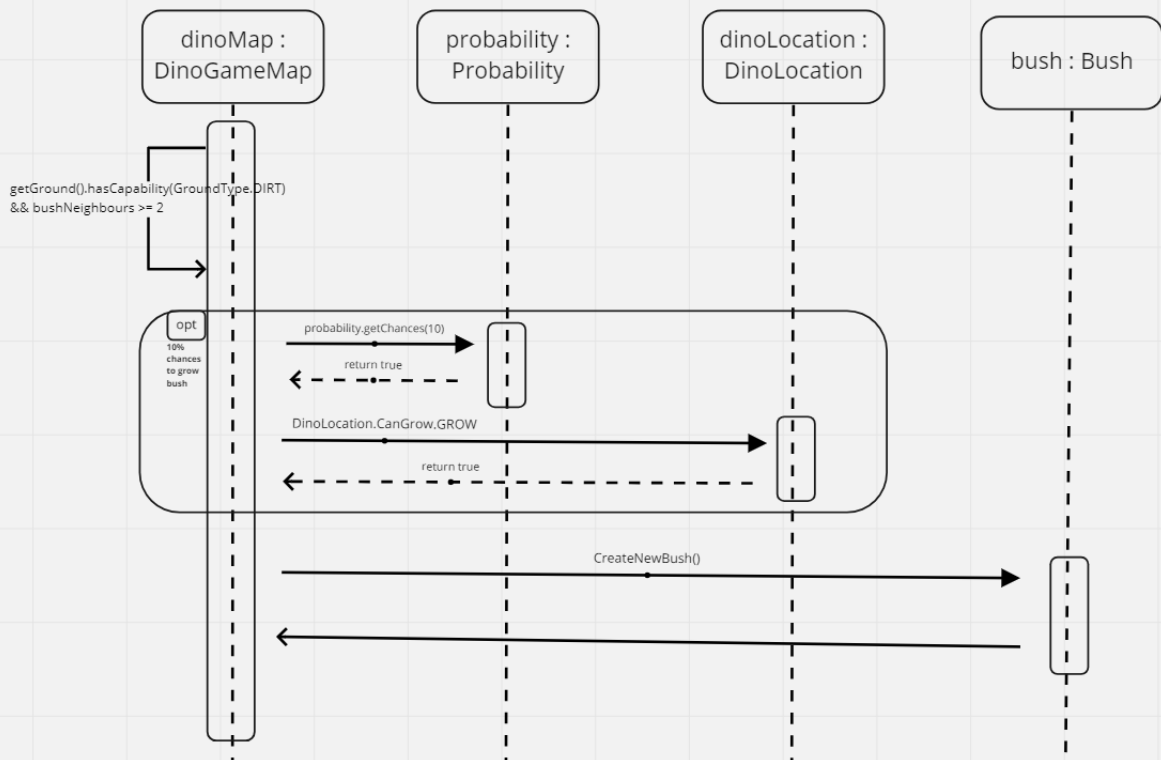 dinoMap :
DinoGameMap
probability :
Probability
dinoLocation :
DinoLocation
bush : Bush
getGround().hasCapability(GroundType.DIRT)
&& bushNeighbours >= 2
opt
10%
chances
to grow
bush
probability.getChances(10)
return true
DinoLocation.CanGrow.GROW
return true
CreateNewBush()